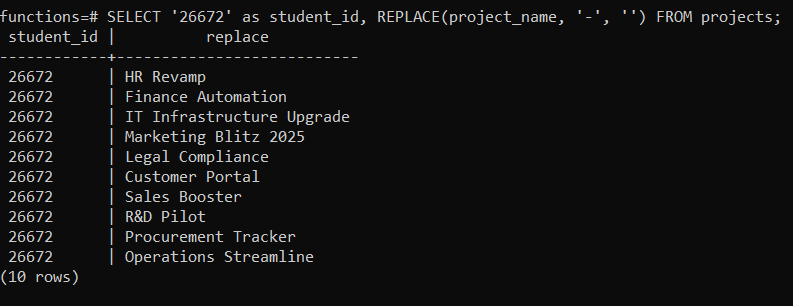 functions=# SELECT '26672' as student_id, REPLACE(project_name, '-', '') FROM projects;
 student_id |         replace
------------+---------------------------
 26672      | HR Revamp
 26672      | Finance Automation
 26672      | IT Infrastructure Upgrade
 26672      | Marketing Blitz 2025
 26672      | Legal Compliance
 26672      | Customer Portal
 26672      | Sales Booster
 26672      | R&D Pilot
 26672      | Procurement Tracker
 26672      | Operations Streamline
(10 rows)